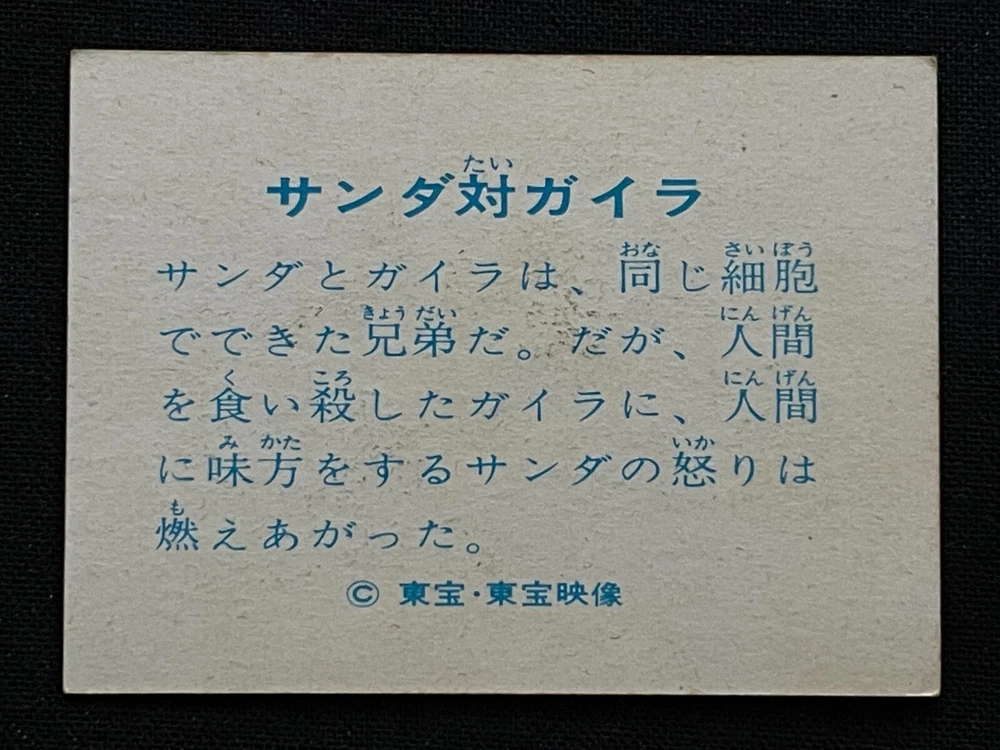 サンダ対ガイラ
サンダとガイラは、同じ細胞
でできた兄弟だ。だが、人間
を食い殺したガイラに、人間
に味方をするサンダの怒りは
燃えあがった。
© 東宝・東宝映像